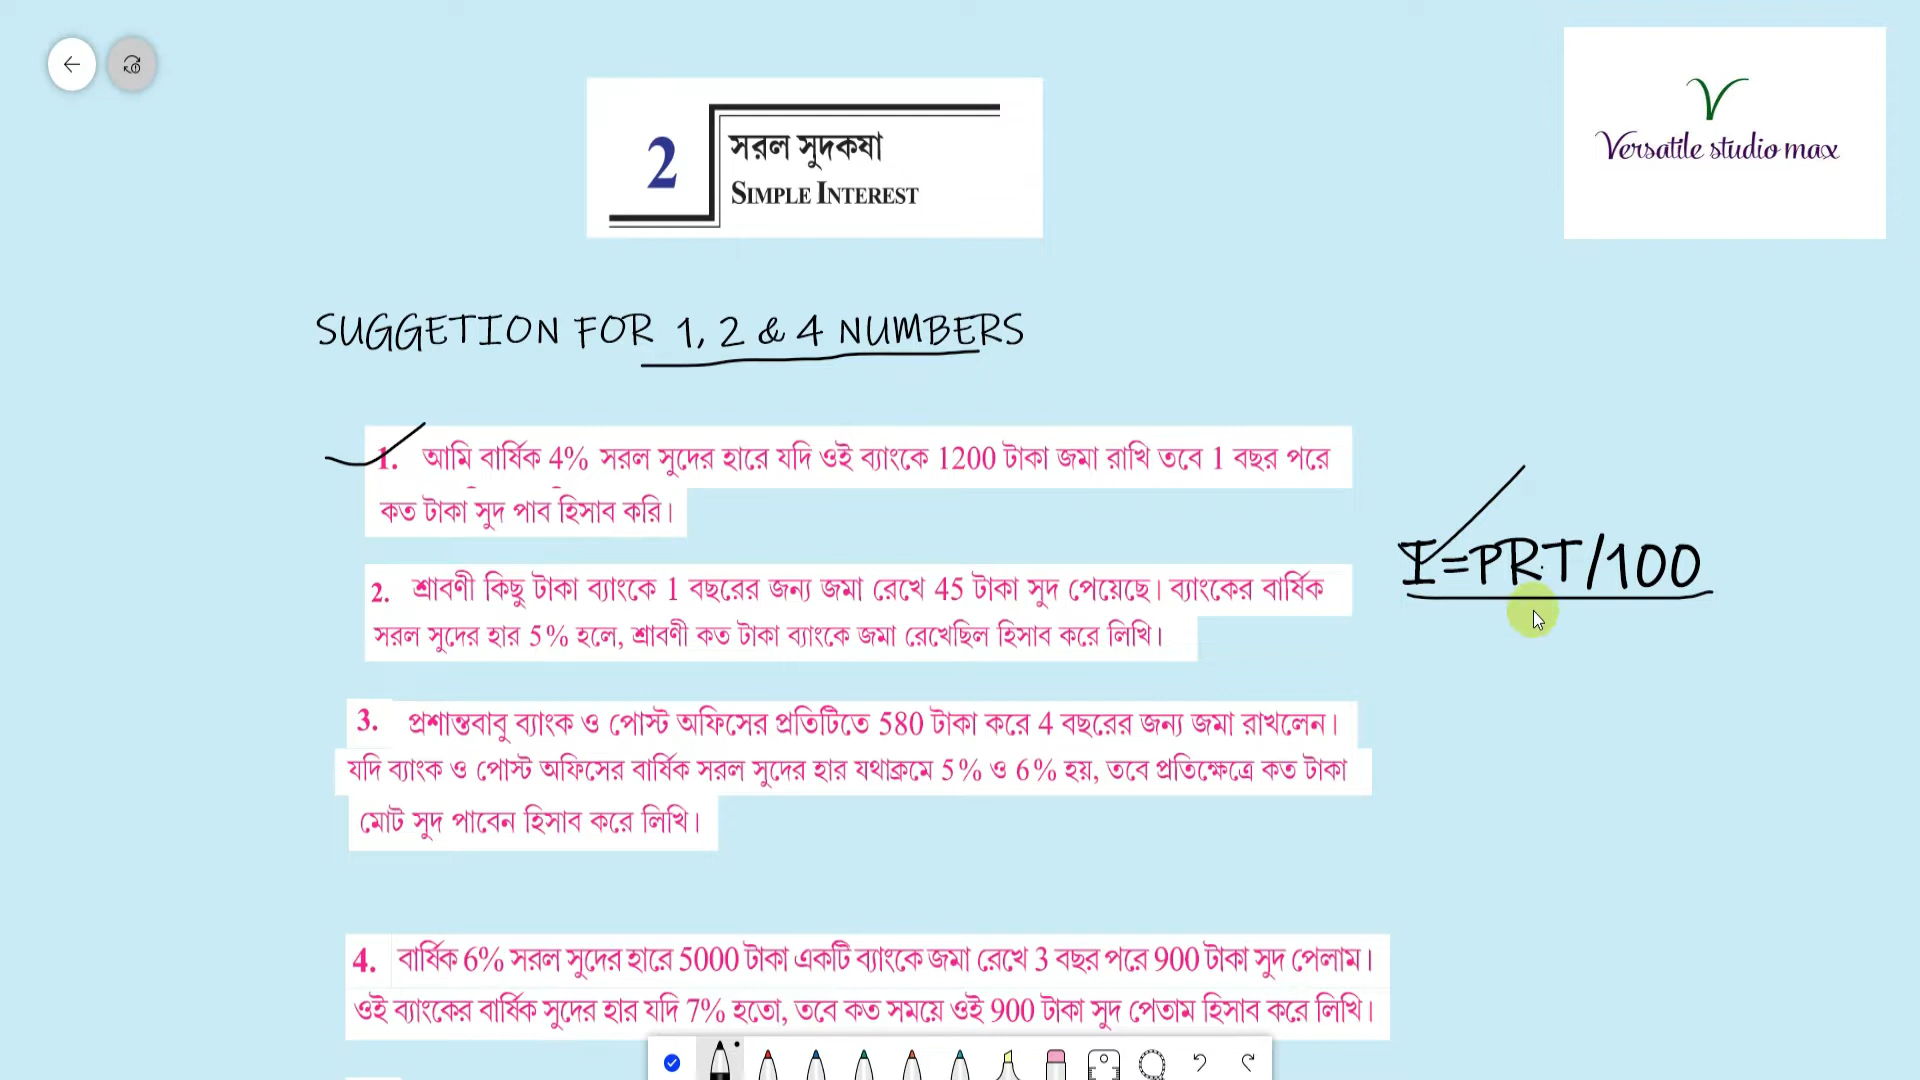 2
সরল সুদকষা
SIMPLE INTEREST
Versatile studio max
SUGGETION FOR 1, 2 & 4 NUMBERS
1. আমি বার্ষিক 4% সরল সুদের হারে যদি ওই ব্যাংকে 1200 টাকা জমা রাখি তবে 1 বছর পরে
কত টাকা সুদ পাব হিসাব করি।
I=PRT/100
2. শ্রাবণী কিছু টাকা ব্যাংকে 1 বছরের জন্য জমা রেখে 45 টাকা সুদ পেয়েছে। ব্যাংকের বার্ষিক
সরল সুদের হার 5% হলে, শ্রাবণী কত টাকা ব্যাংকে জমা রেখেছিল হিসাব করে লিখি।
3. প্রশান্তবাবু ব্যাংক ও পোস্ট অফিসের প্রতিটিতে 580 টাকা করে 4 বছরের জন্য জমা রাখলেন।
যদি ব্যাংক ও পোস্ট অফিসের বার্ষিক সরল সুদের হার যথাক্রমে 5% ও 6% হয়, তবে প্রতিক্ষেত্রে কত টাকা
মোট সুদ পাবেন হিসাব করে লিখি।
4. বার্ষিক 6% সরল সুদের হারে 5000 টাকা একটি ব্যাংকে জমা রেখে 3 বছর পরে 900 টাকা সুদ পেলাম।
ওই ব্যাংকের বার্ষিক সুদের হার যদি 7% হতো, তবে কত সময়ে ওই 900 টাকা সুদ পেতাম হিসাব করে লিখি।